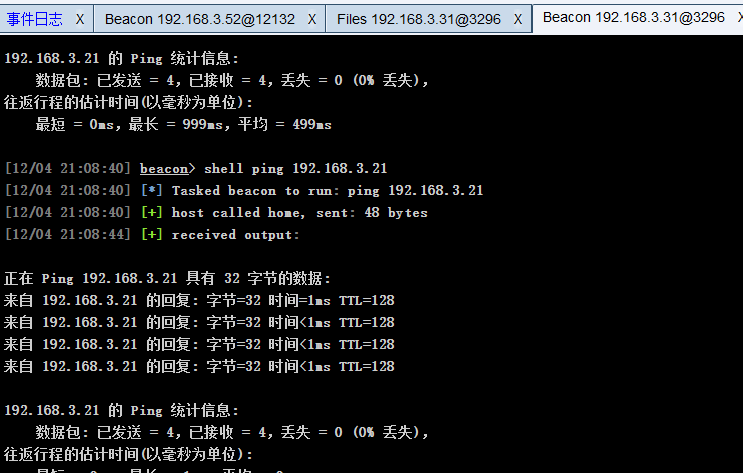 事件日志 X Beacon 192.168.3.52@12132 X Files 192.168.3.31@3296 X Beacon 192.168.3.31@3296 X
192.168.3.21 的 Ping 统计信息:
数据包: 已发送 = 4，已接收 = 4，丢失 = 0 (0% 丢失)，
往返行程的估计时间(以毫秒为单位):
最短 = 0ms，最长 = 999ms，平均 = 499ms
[12/04 21:08:40] beacon> shell ping 192.168.3.21
[12/04 21:08:40] [*] Tasked beacon to run: ping 192.168.3.21
[12/04 21:08:40] [+] host called home, sent: 48 bytes
[12/04 21:08:44] [+] received output:
正在 Ping 192.168.3.21 具有 32 字节的数据:
来自 192.168.3.21 的回复: 字节=32 时间=1ms TTL=128
来自 192.168.3.21 的回复: 字节=32 时间<1ms TTL=128
来自 192.168.3.21 的回复: 字节=32 时间<1ms TTL=128
来自 192.168.3.21 的回复: 字节=32 时间<1ms TTL=128
192.168.3.21 的 Ping 统计信息:
数据包: 已发送 = 4，已接收 = 4，丢失 = 0 (0% 丢失)，
往返行程的估计时间(以毫秒为单位):